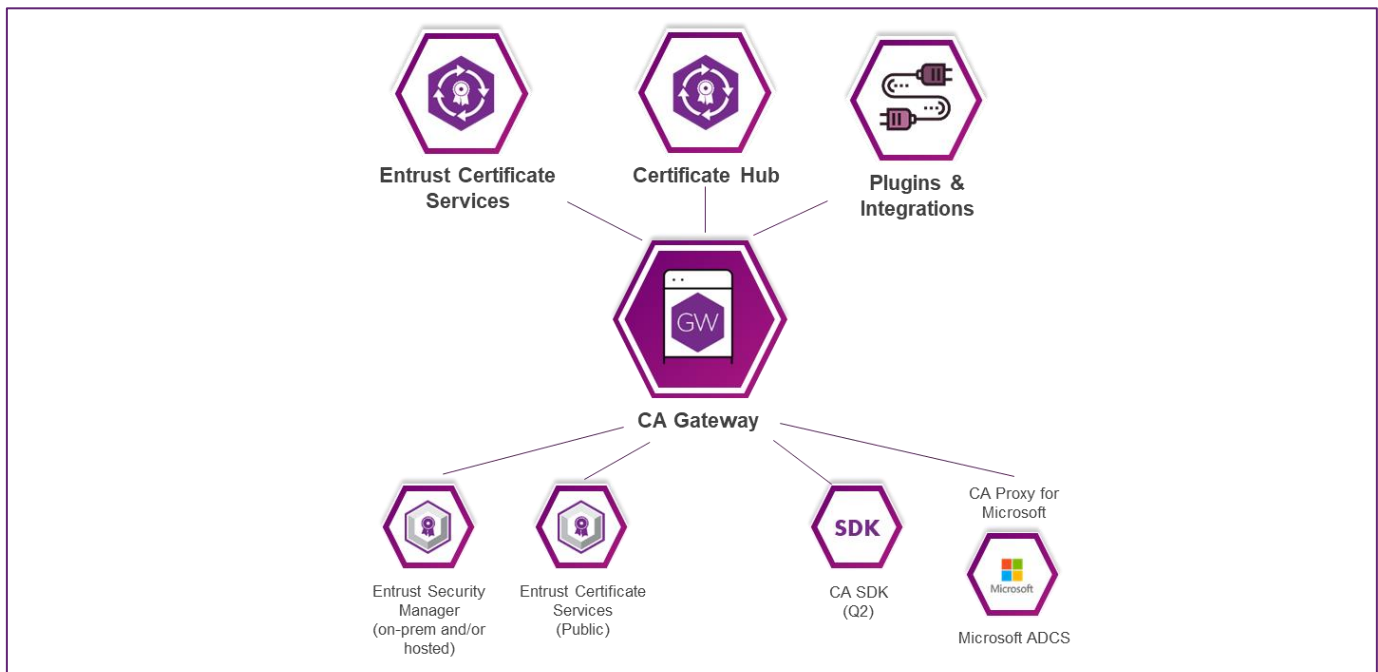 Entrust Certificate
Services
Certificate Hub
Plugins &
Integrations
GW
CA Gateway
Entrust Security
Manager
(on-prem and/or
hosted)
Entrust Certificate
Services
(Public)
SDK
CA SDK
(Q2)
CA Proxy for
Microsoft
Microsoft
Microsoft ADCS